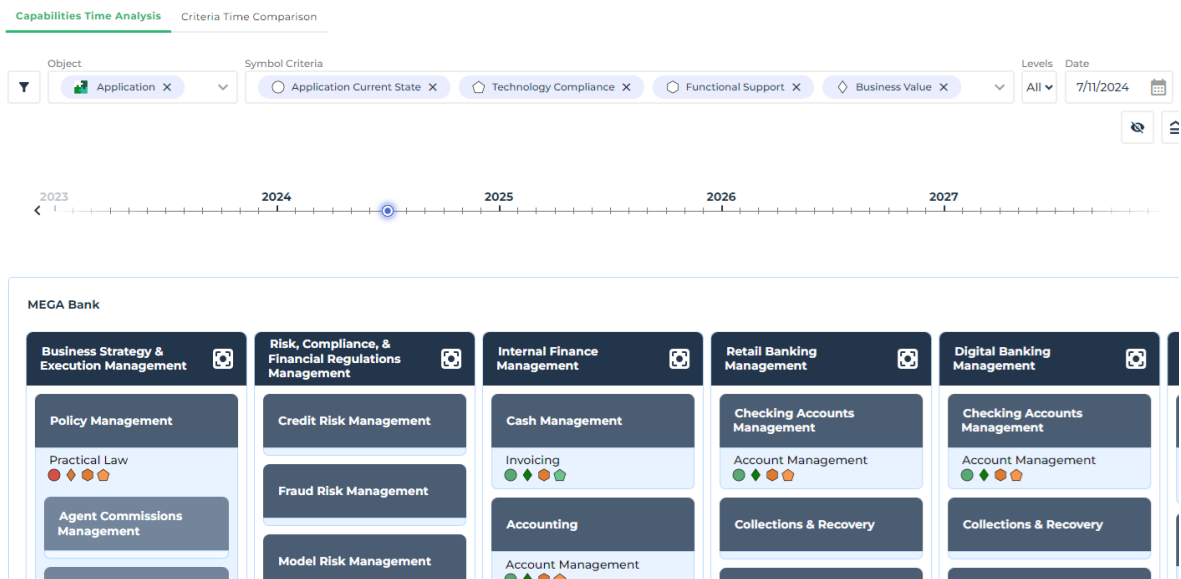 Capabilities Time Analysis
Criteria Time Comparison
Object
Symbol Criteria
Levels
Date
Application
Application Current State
Technology Compliance
Functional Support
Business Value
All
7/11/2024
2023
2024
2025
2026
2027
MEGA Bank
Business Strategy &
Execution Management
Risk, Compliance, &
Financial Regulations
Management
Internal Finance
Management
Retail Banking
Management
Digital Banking
Management
Policy Management
Practical Law
Agent Commissions
Management
Credit Risk Management
Fraud Risk Management
Model Risk Management
Cash Management
Invoicing
Accounting
Account Management
Checking Accounts
Management
Account Management
Collections & Recovery
Checking Accounts
Management
Account Management
Collections & Recovery